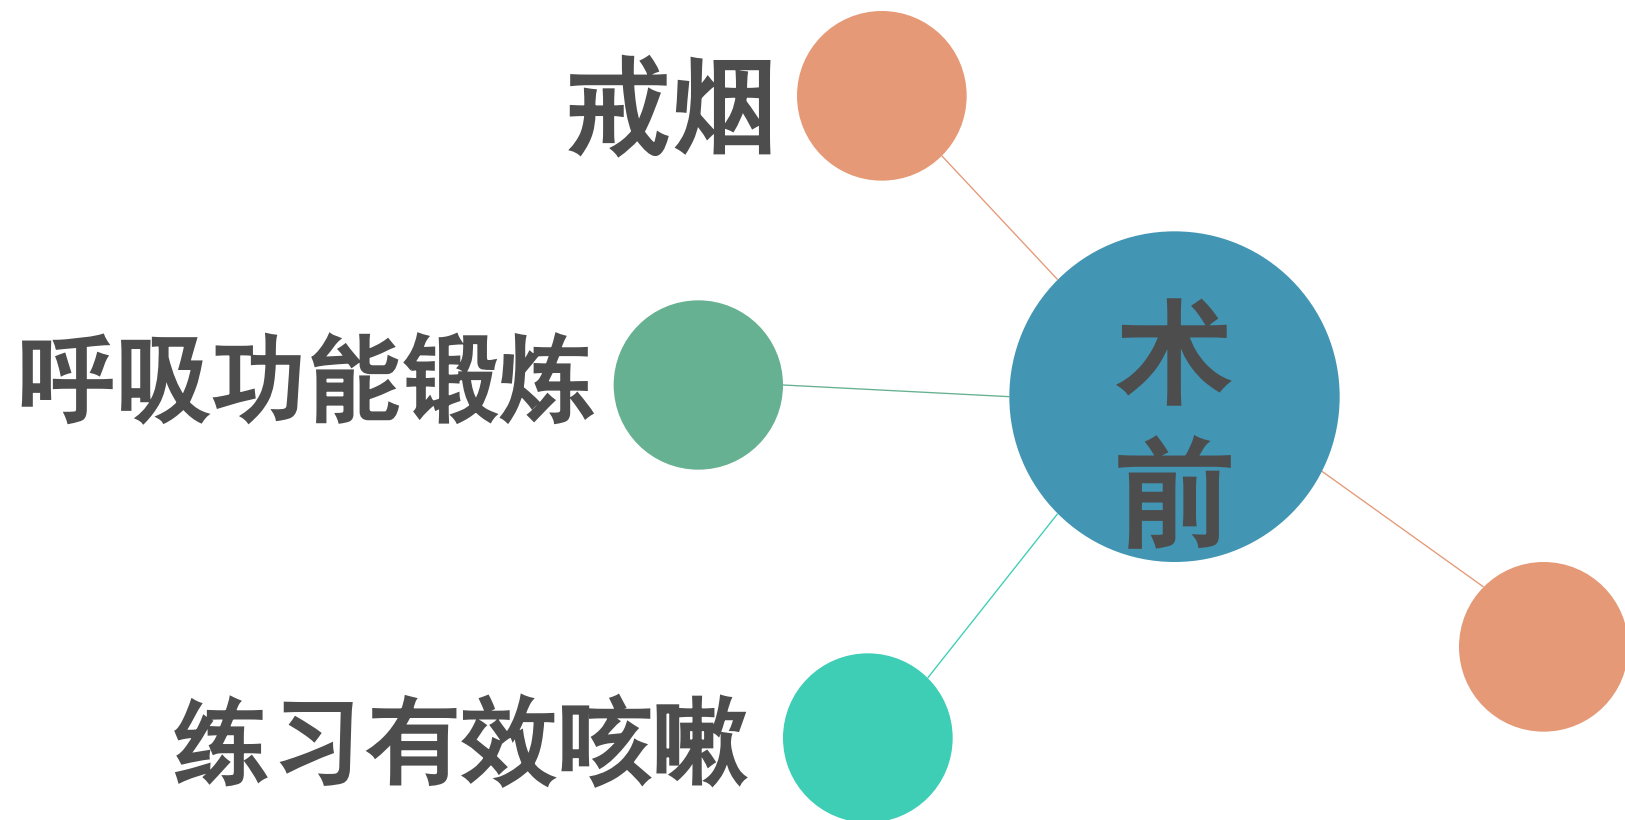 戒烟
呼吸功能锻炼
术
前
练习有效咳嗽